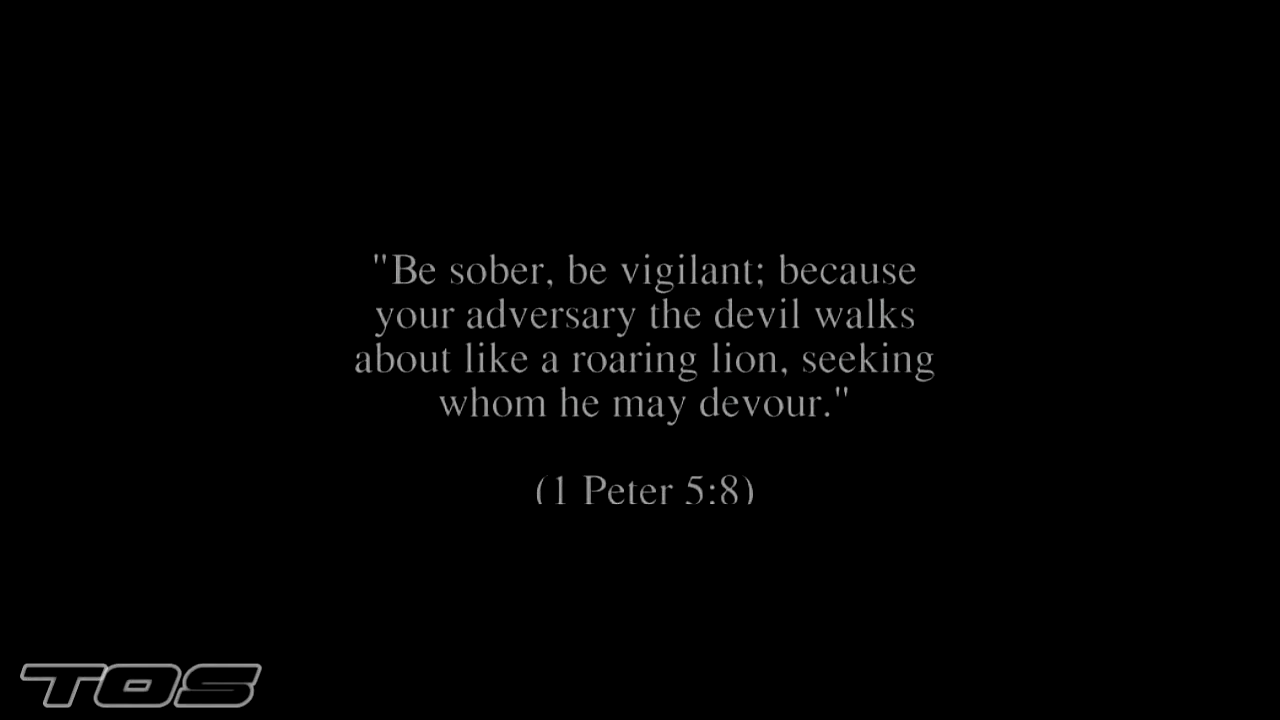 "Be sober, be vigilant; because
your adversary the devil walks
about like a roaring lion, seeking
whom he may devour."
(1 Peter 5:8)
TOS